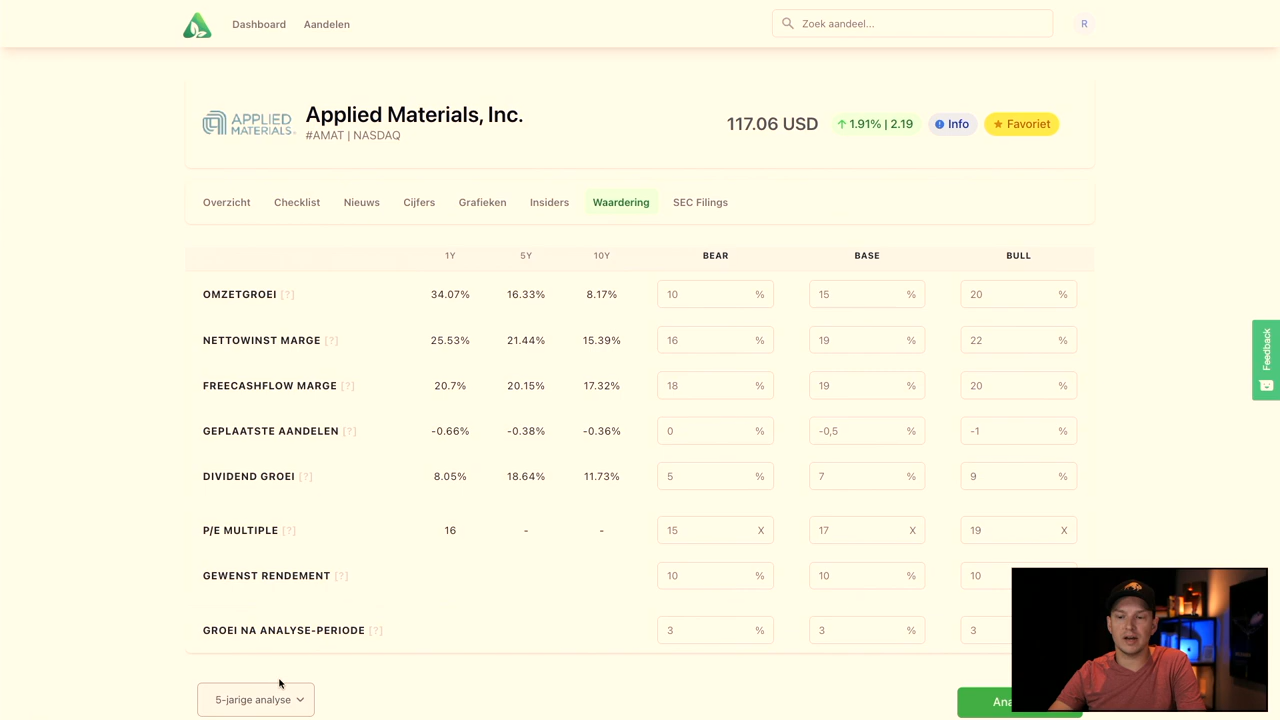 Dashboard Aandelen Zoek aandeel... R
APPLIED MATERIALS. Applied Materials, Inc.
#AMAT | NASDAQ
117.06 USD 1.91% | 2.19 Info Favoriet
Overzicht Checklist Nieuws Cijfers Grafieken Insiders Waardering SEC Filings
1Y 5Y 10Y BEAR BASE BULL
OMZETGROEI [?] 34.07% 16.33% 8.17% 10 % 15 % 20 %
NETTOWINST MARGE [?] 25.53% 21.44% 15.39% 16 % 19 % 22 %
FREECASHFLOW MARGE [?] 20.7% 20.15% 17.32% 18 % 19 % 20 %
GEPLAATSTE AANDELEN [?] -0.66% -0.38% -0.36% 0 % -0,5 % -1 %
DIVIDEND GROEI [?] 8.05% 18.64% 11.73% 5 % 7 % 9 %
P/E MULTIPLE [?] 16 - - 15 X 17 X 19 X
GEWENST RENDEMENT [?] 10 % 10 % 10
GROEI NA ANALYSE-PERIODE [?] 3 % 3 % 3
5-jarige analyse
Feedback